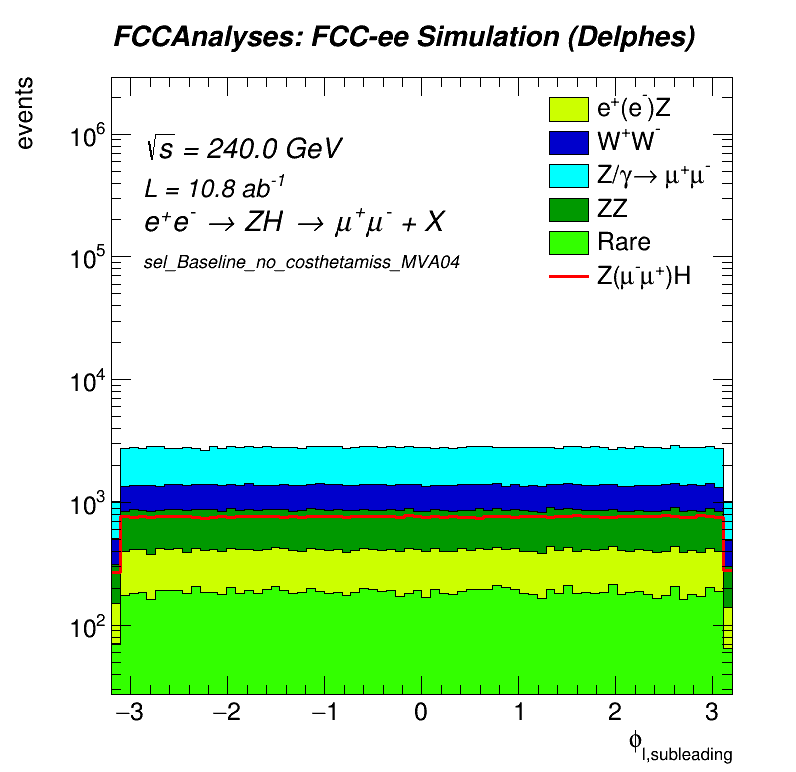 FCCAnalyses: FCC-ee Simulation (Delphes)
events
√s = 240.0 GeV
L = 10.8 ab⁻¹
e⁺e⁻ → ZH → μ⁺μ⁻ + X
sel_Baseline_no_costhetamiss_MVA04
e⁺(e⁻)Z
W⁺W⁻
Z/γ→ μ⁺μ⁻
ZZ
Rare
Z(μ⁻μ⁺)H
10⁶
10⁵
10⁴
10³
10²
−3 −2 −1 0 1 2 3
ϕl,subleading